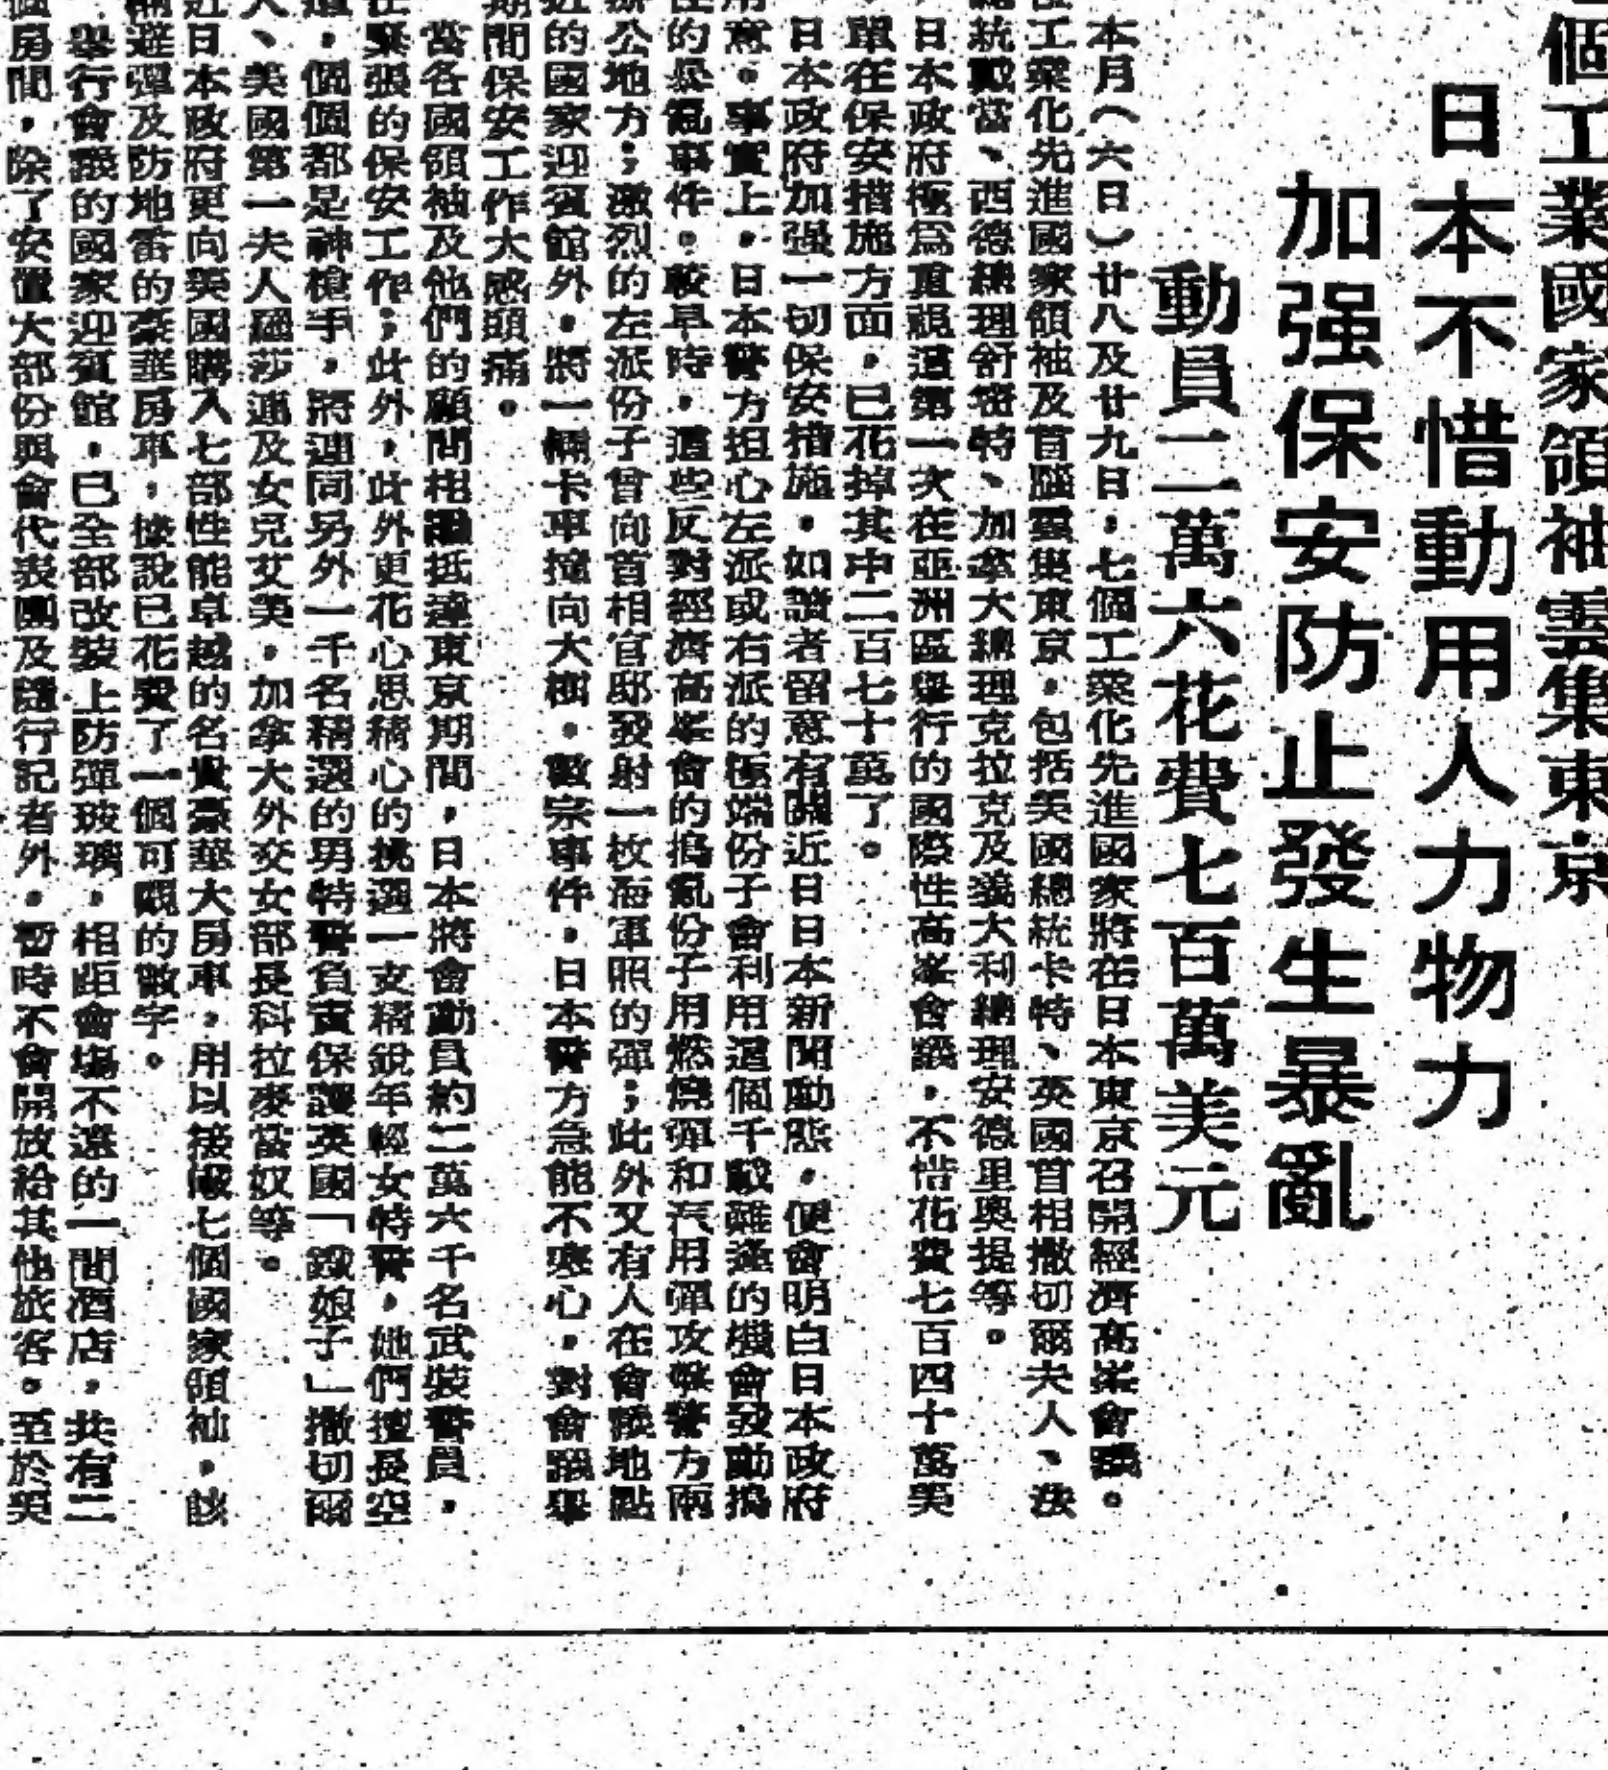 個工業國家領袖雲集東京
日本不惜動用人力物力
加强保安防止發生暴亂
動員二萬六花費七百萬美元
本月(六日)廿八及廿九日,七個工業化先進國家將在日本東京召開經濟高峯會議。
工業化先進國家領袖及首腦雲集東京,包括美國總統卡特、英國首相撒切爾夫人、法
統戴當、西德總理舒密特、加拿大總理克拉克及義大利總理安德里奧提等。
日本政府極爲重視這第一次在亞洲區舉行的國際性高峯會議,不惜花費七百四十萬美
單在保安措施方面,已花掉其中二百七十萬了。
日本政府加强一切保安措施,如讀者留意有關近日日本新聞動態,便會明白日本政府
用意。事實上,日本警方担心左派或右派的極端份子會利用這個千載難逢的機會發動搗
的暴亂事件。較早時,這些反對經濟高峯會的搗亂份子用燃燒彈和汽用彈攻擊警方兩
公地方;激烈的左派份子曾向首相官邸發射一枚海軍照的彈;此外又有人在會議地點
的國家迎賓館外,將一輛卡車撞向大樹。數宗事件,日本警方急能不寒心,對會議舉
期間保安工作大感頭痛。
當各國領袖及他們的顧問相繼抵達東京期間,日本將會動員約二萬六千名武裝警員,
緊張的保安工作;此外,此外更花心思精心的挑選一支精銳年輕女特警,她們擅長空
道,個個都是神槍手,將連同另外一千名精選的男特警負責保護英國「鐵娘子」撒切爾
人、美國第一夫人羅莎莲及女兒艾美,加拿大外交女部長科拉麥當奴等。
近日本政府更向英國購入七部性能卓越的名貴豪華大房車,用以接載七個國家領袖,該
避彈及防地雷的豪華房車,據說已花費了一個可觀的數字。
舉行會議的國家迎賓館,已全部改裝上防彈玻璃,相距會場不遠的一間酒店,共有二
個房間,除了安置大部份與會代表團及隨行記者外,暫時不會開放給其他旅客。至於美